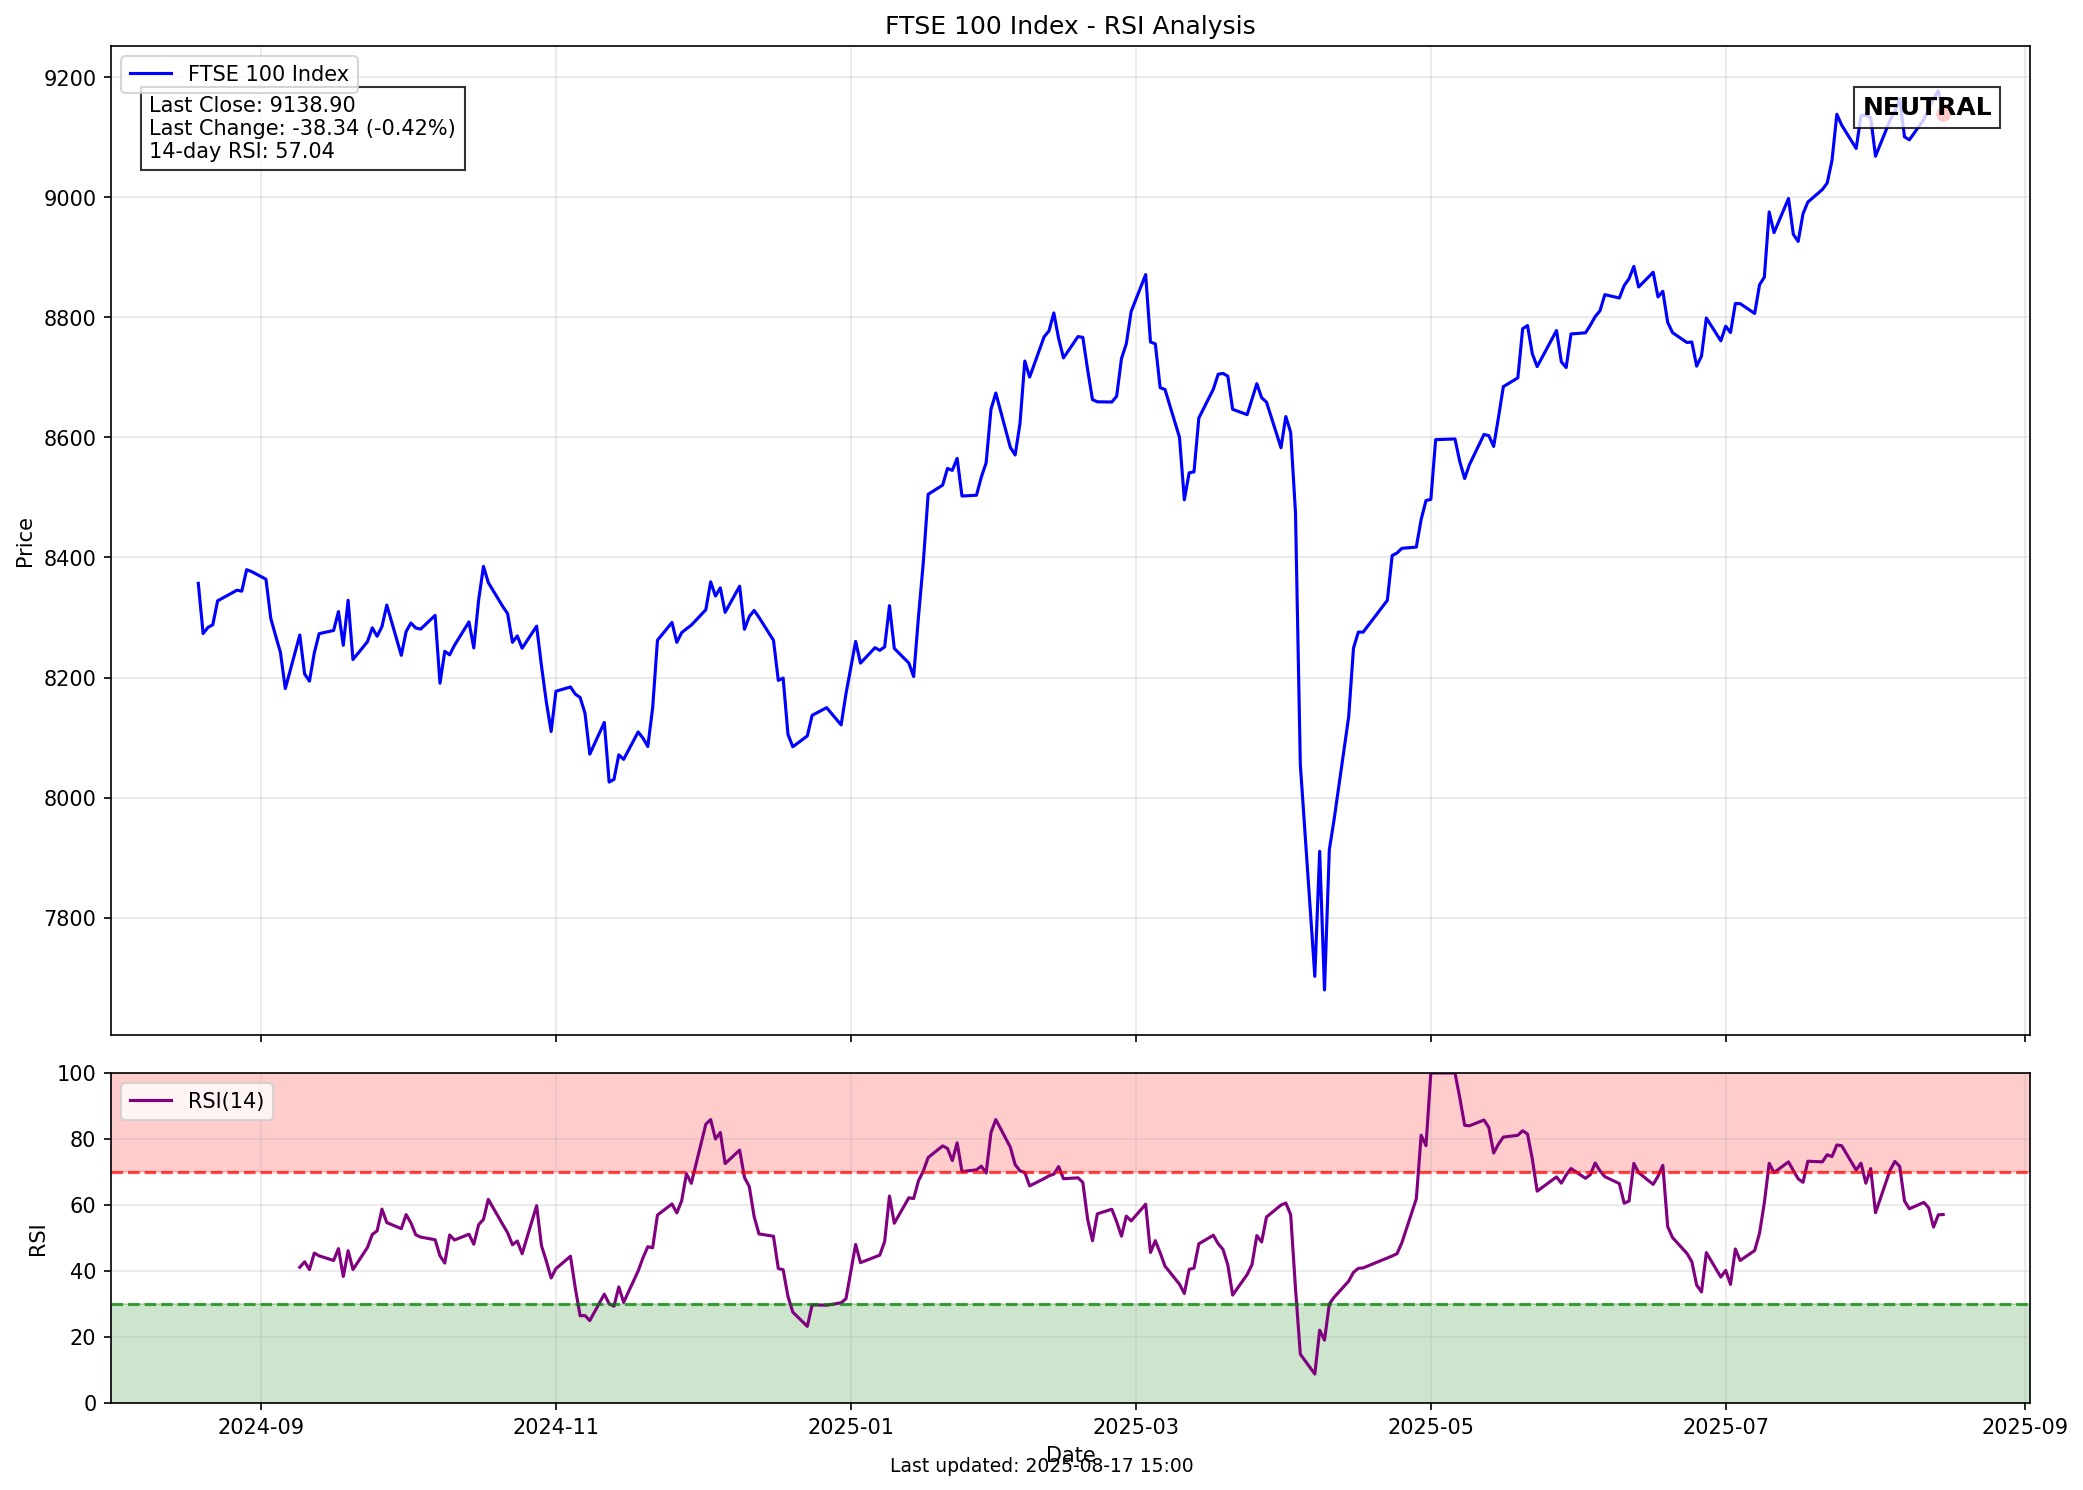 FTSE 100 Index - RSI Analysis
FTSE 100 Index
Last Close: 9138.90
Last Change: -38.34 (-0.42%)
14-day RSI: 57.04
NEUTRAL
Price
9200
9000
8800
8600
8400
8200
8000
7800
RSI(14)
RSI
100
80
60
40
20
0
2024-09
2024-11
2025-01
2025-03
2025-05
2025-07
2025-09
Date
Last updated: 2025-08-17 15:00